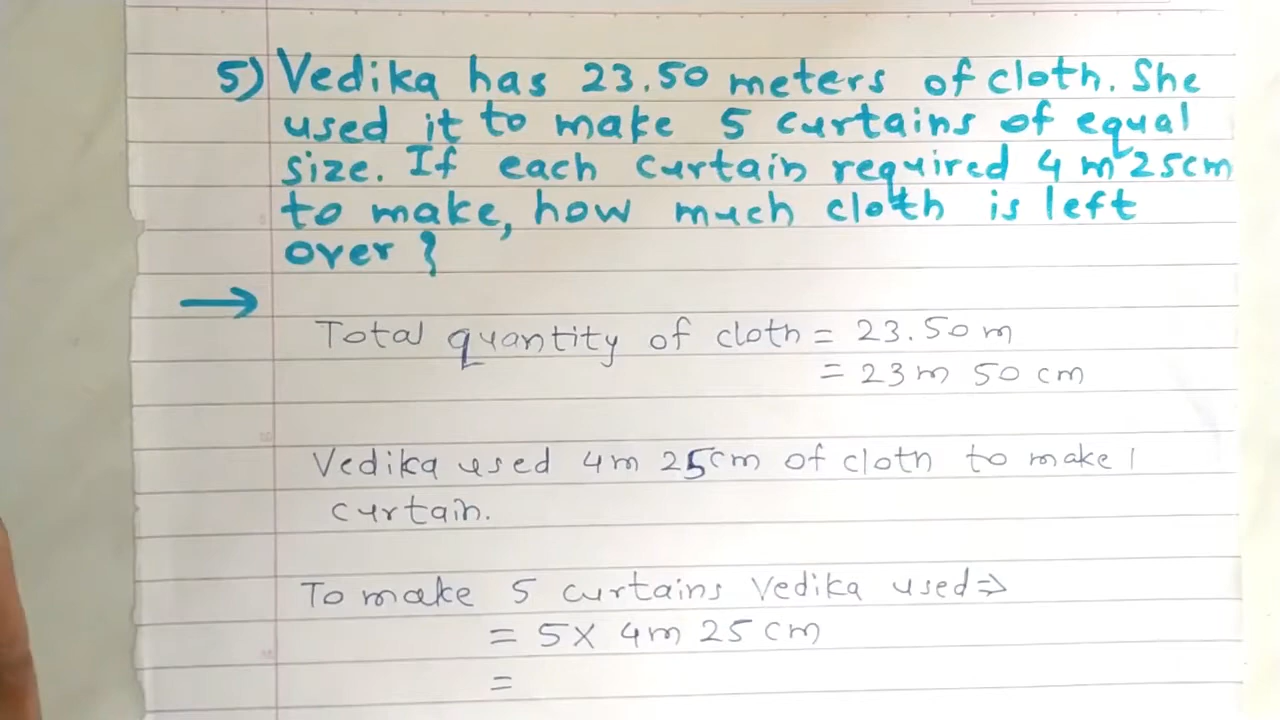 5) Vedika has 23.50 meters of cloth. She
used it to make 5 curtains of equal
size. If each curtain required 4 m 25cm
to make, how much cloth is left
over ?
→
Total quantity of cloth = 23.50 m
= 23 m 50 cm
Vedika used 4m 25cm of cloth to make 1
curtain.
To make 5 curtains Vedika used ⇒
= 5 × 4m 25 cm
=